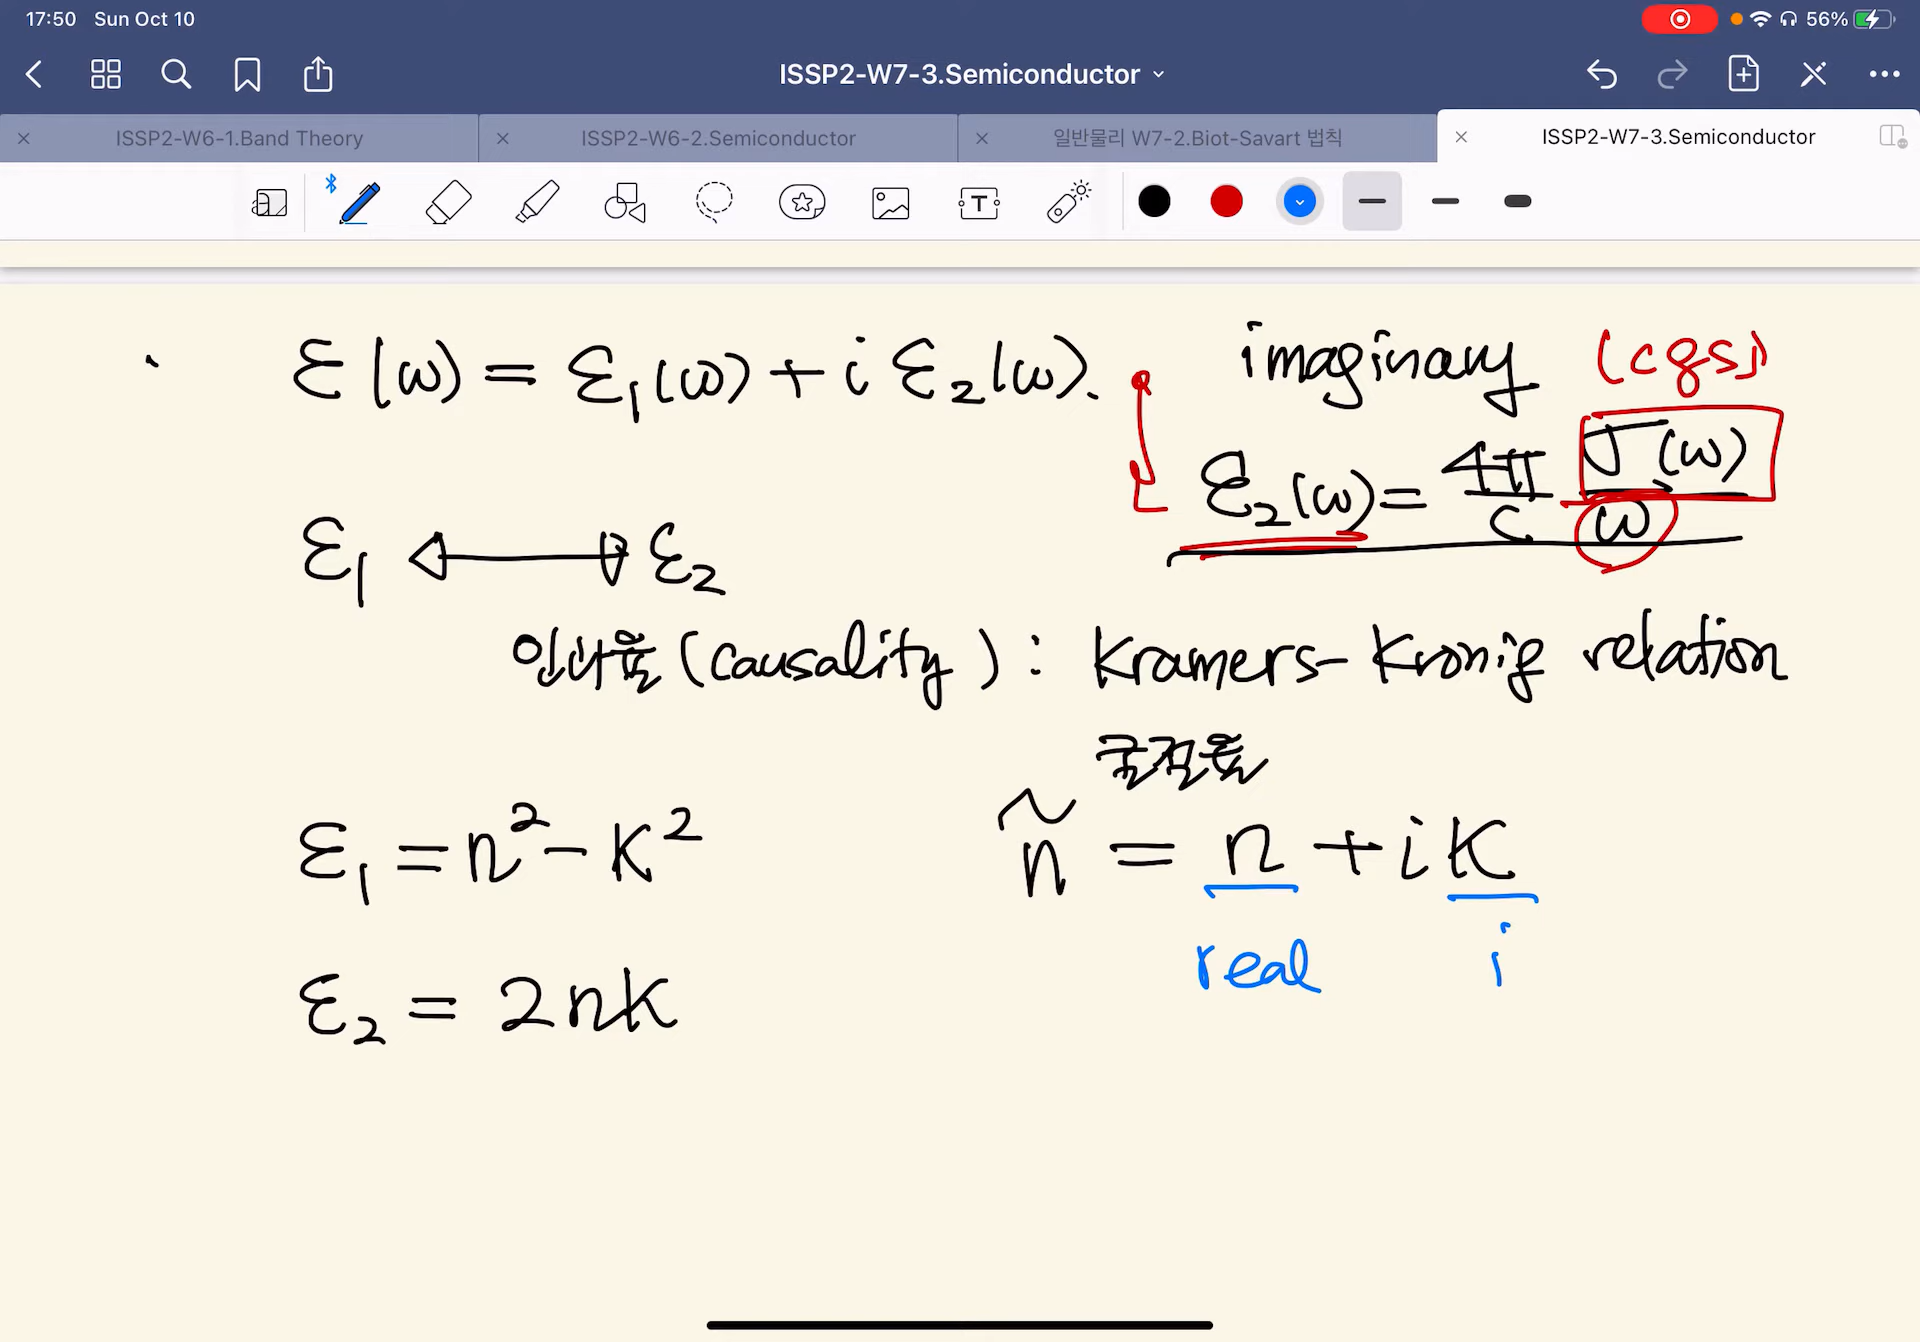 17:50 Sun Oct 10 56%
ISSP2-W7-3.Semiconductor
ISSP2-W6-1.Band Theory
ISSP2-W6-2.Semiconductor
일반물리 W7-2.Biot-Savart 법칙
ISSP2-W7-3.Semiconductor
T
ε(ω) = ε₁(ω) + i ε₂(ω).
imaginary (cgs)
ε₂(ω) = 4π/c σ(ω)/ω
ε₁ ↔ ε₂
인과율 (causality) : Kramers-Kronig relation
굴절률
ε₁ = n² - K²
ñ = n + iK
real i
ε₂ = 2nK